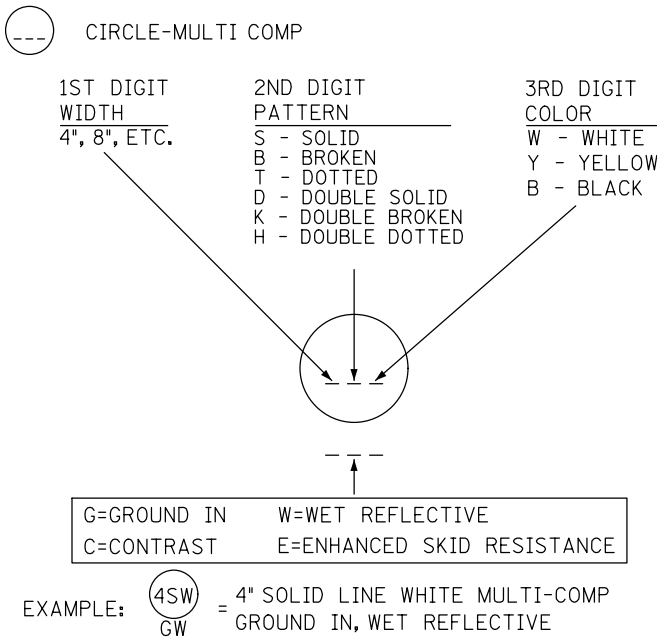 ___ CIRCLE-MULTI COMP
1ST DIGIT
WIDTH
4", 8", ETC.
2ND DIGIT
PATTERN
S - SOLID
B - BROKEN
T - DOTTED
D - DOUBLE SOLID
K - DOUBLE BROKEN
H - DOUBLE DOTTED
3RD DIGIT
COLOR
W - WHITE
Y - YELLOW
B - BLACK
_ _ _
_ _ _
G=GROUND IN W=WET REFLECTIVE
C=CONTRAST E=ENHANCED SKID RESISTANCE
EXAMPLE: 4SW = 4" SOLID LINE WHITE MULTI-COMP
GW GROUND IN, WET REFLECTIVE